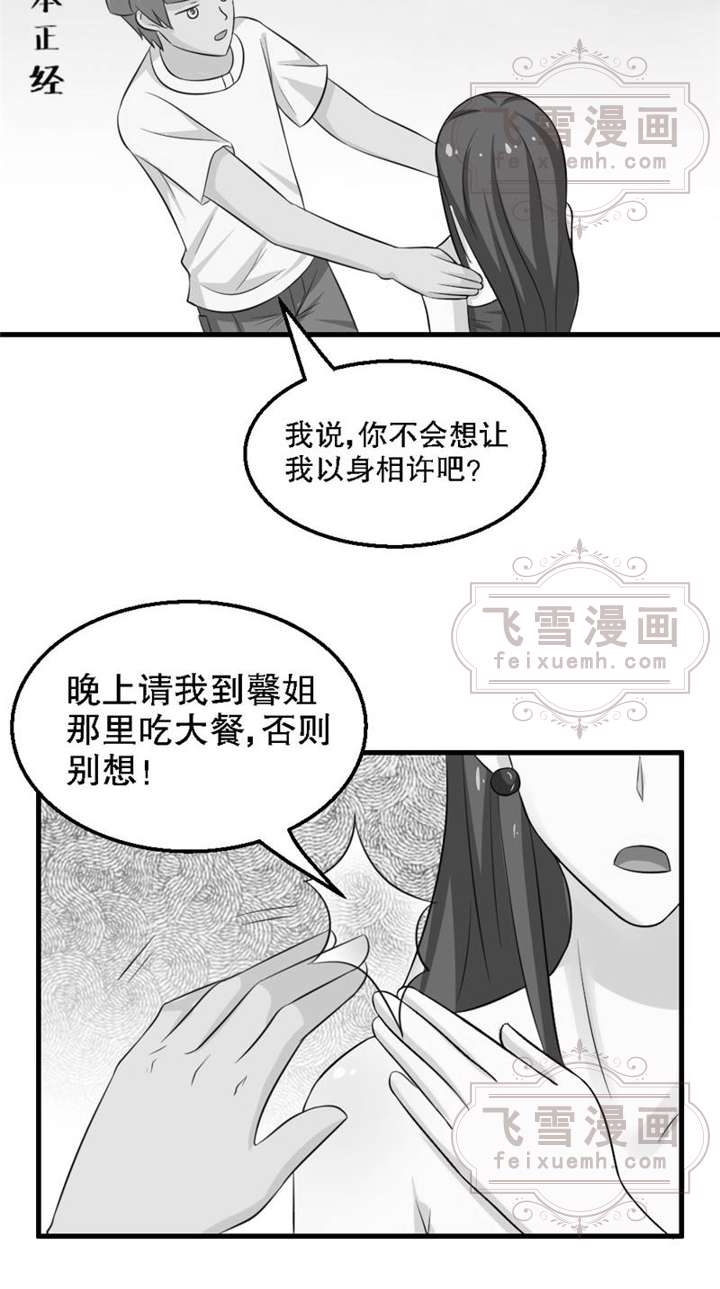 本正经
飞雪漫画
feixuemh.com
我说,你不会想让
我以身相许吧?
飞雪漫画
feixuemh.com
晚上请我到馨姐
那里吃大餐,否则
别想!
飞雪漫画
feixuemh.com